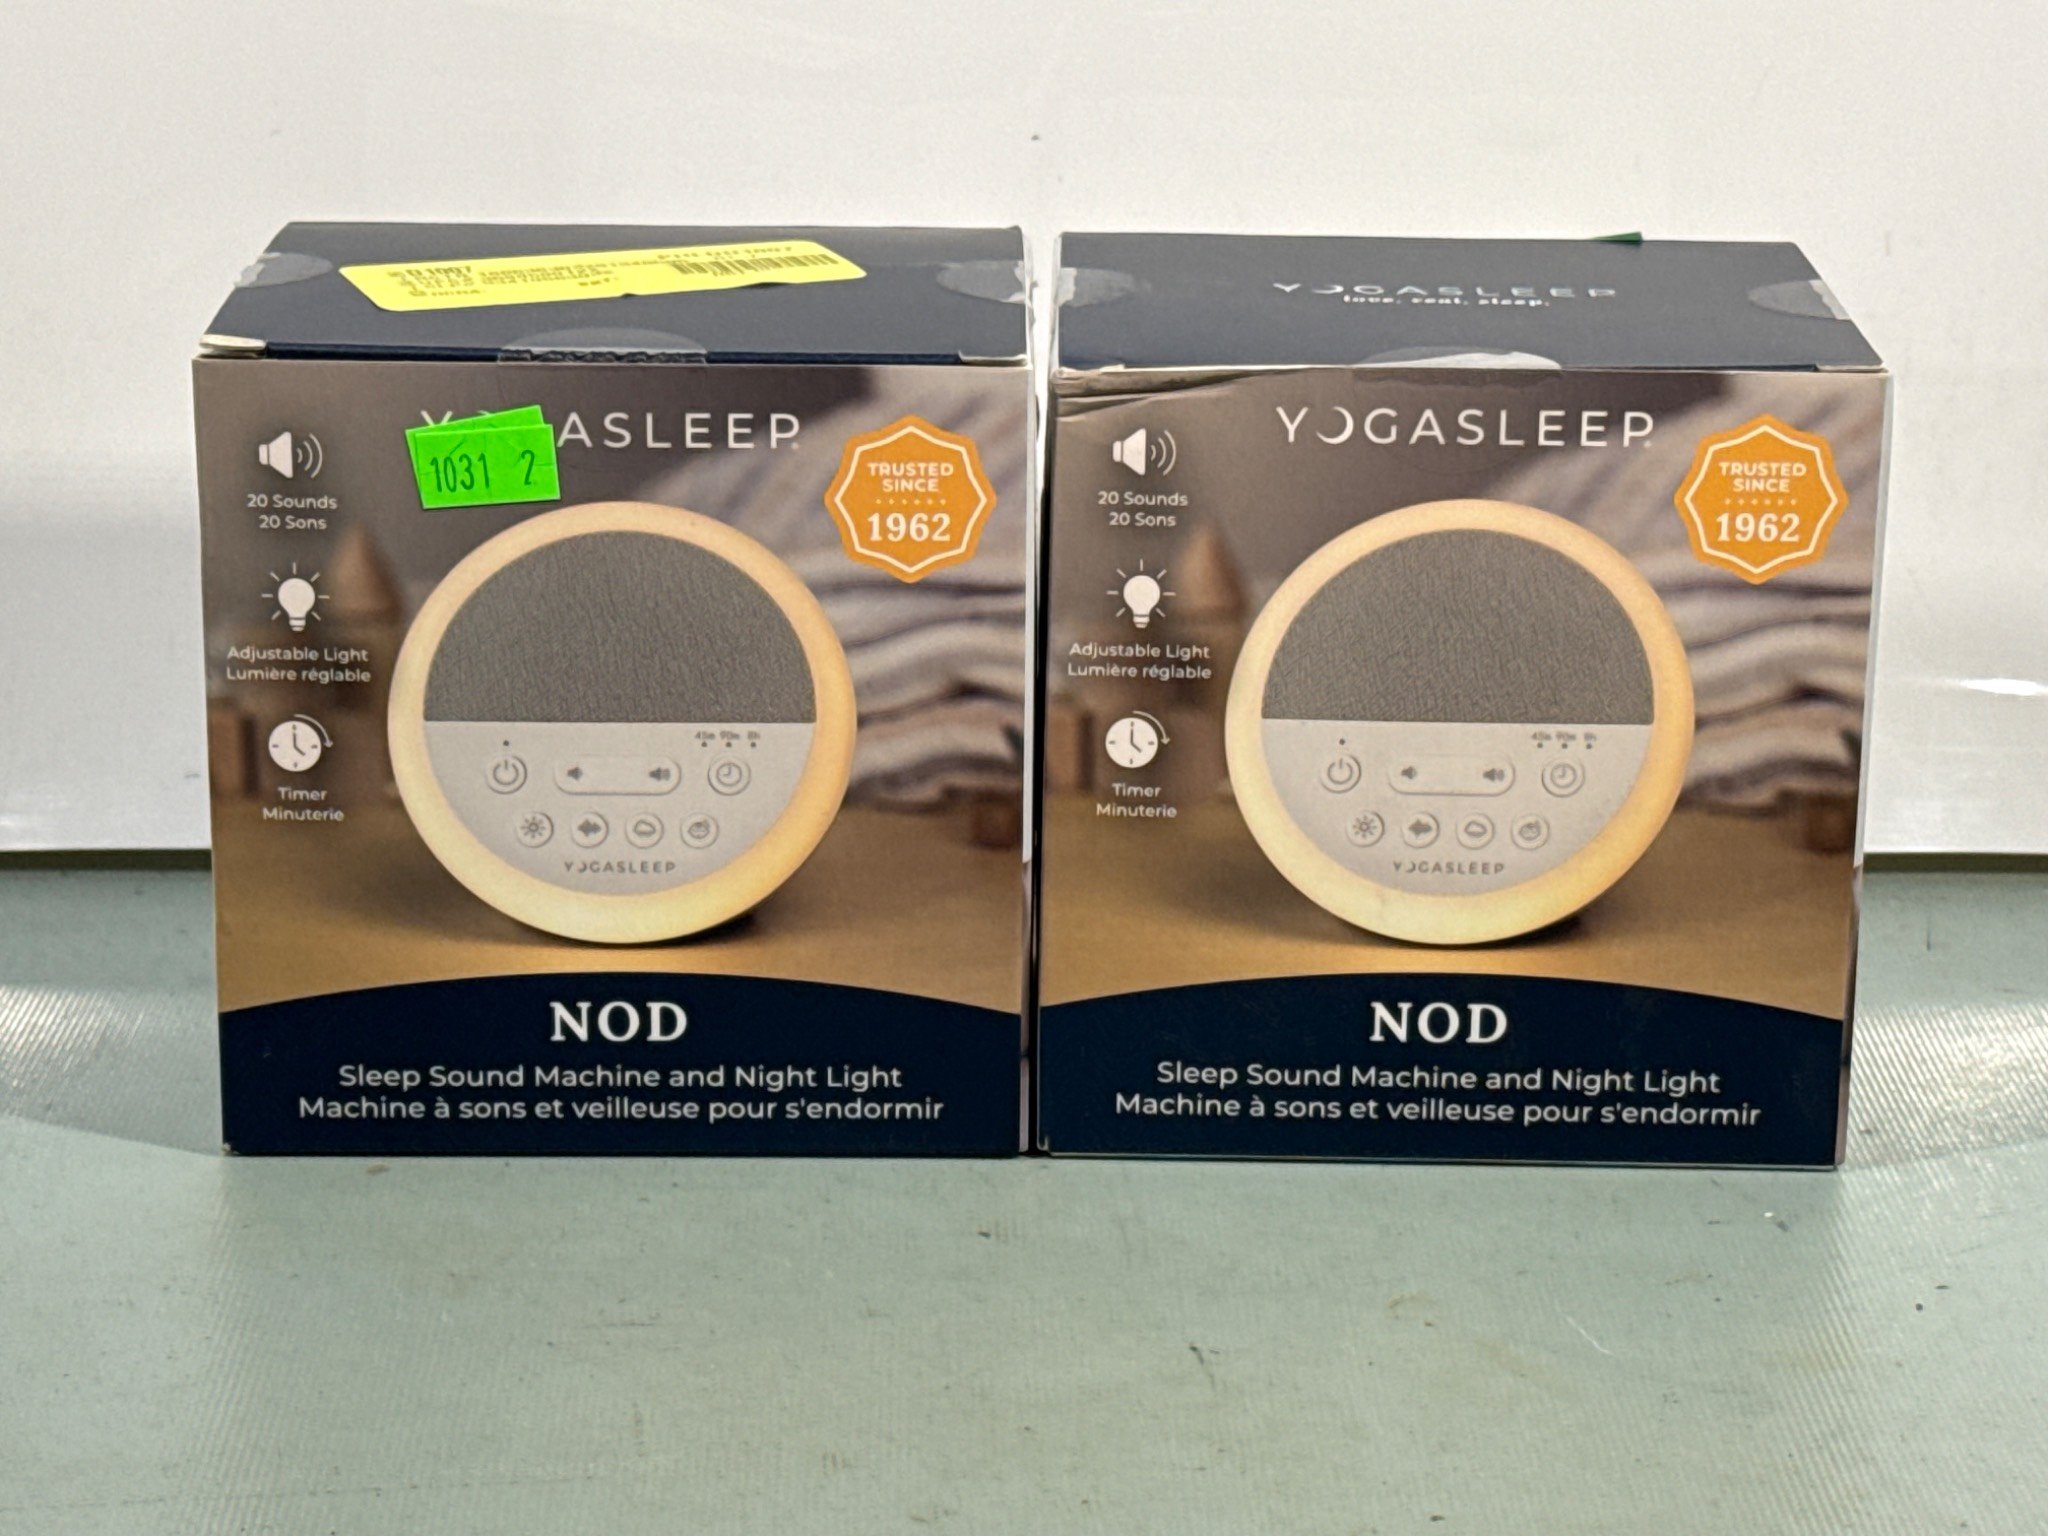 YOGASLEEP
love. real. sleep.
ASLEEP
1031 2
20 Sounds
20 Sons
Adjustable Light
Lumière réglable
Timer
Minuterie
TRUSTED
SINCE
1962
45m 90m 8h
YOGASLEEP
NOD
Sleep Sound Machine and Night Light
Machine à sons et veilleuse pour s'endormir
YOGASLEEP
20 Sounds
20 Sons
Adjustable Light
Lumière réglable
Timer
Minuterie
TRUSTED
SINCE
1962
45m 90m 8h
YOGASLEEP
NOD
Sleep Sound Machine and Night Light
Machine à sons et veilleuse pour s'endormir